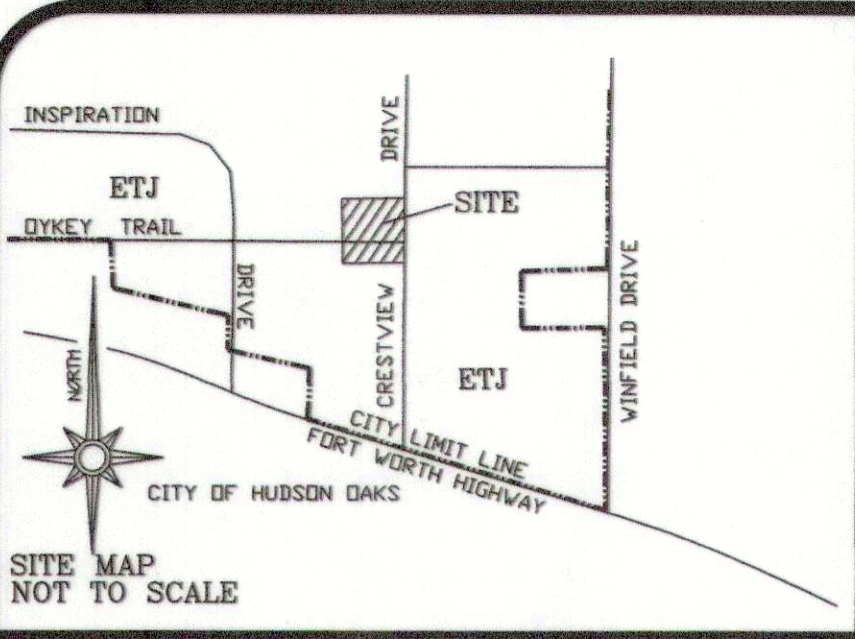 INSPIRATION
DRIVE
ETJ
SITE
OYKEY TRAIL
DRIVE
CRESTVIEW
WINFIELD DRIVE
NORTH
ETJ
CITY LIMIT LINE
FORT WORTH HIGHWAY
CITY OF HUDSON OAKS
SITE MAP
NOT TO SCALE